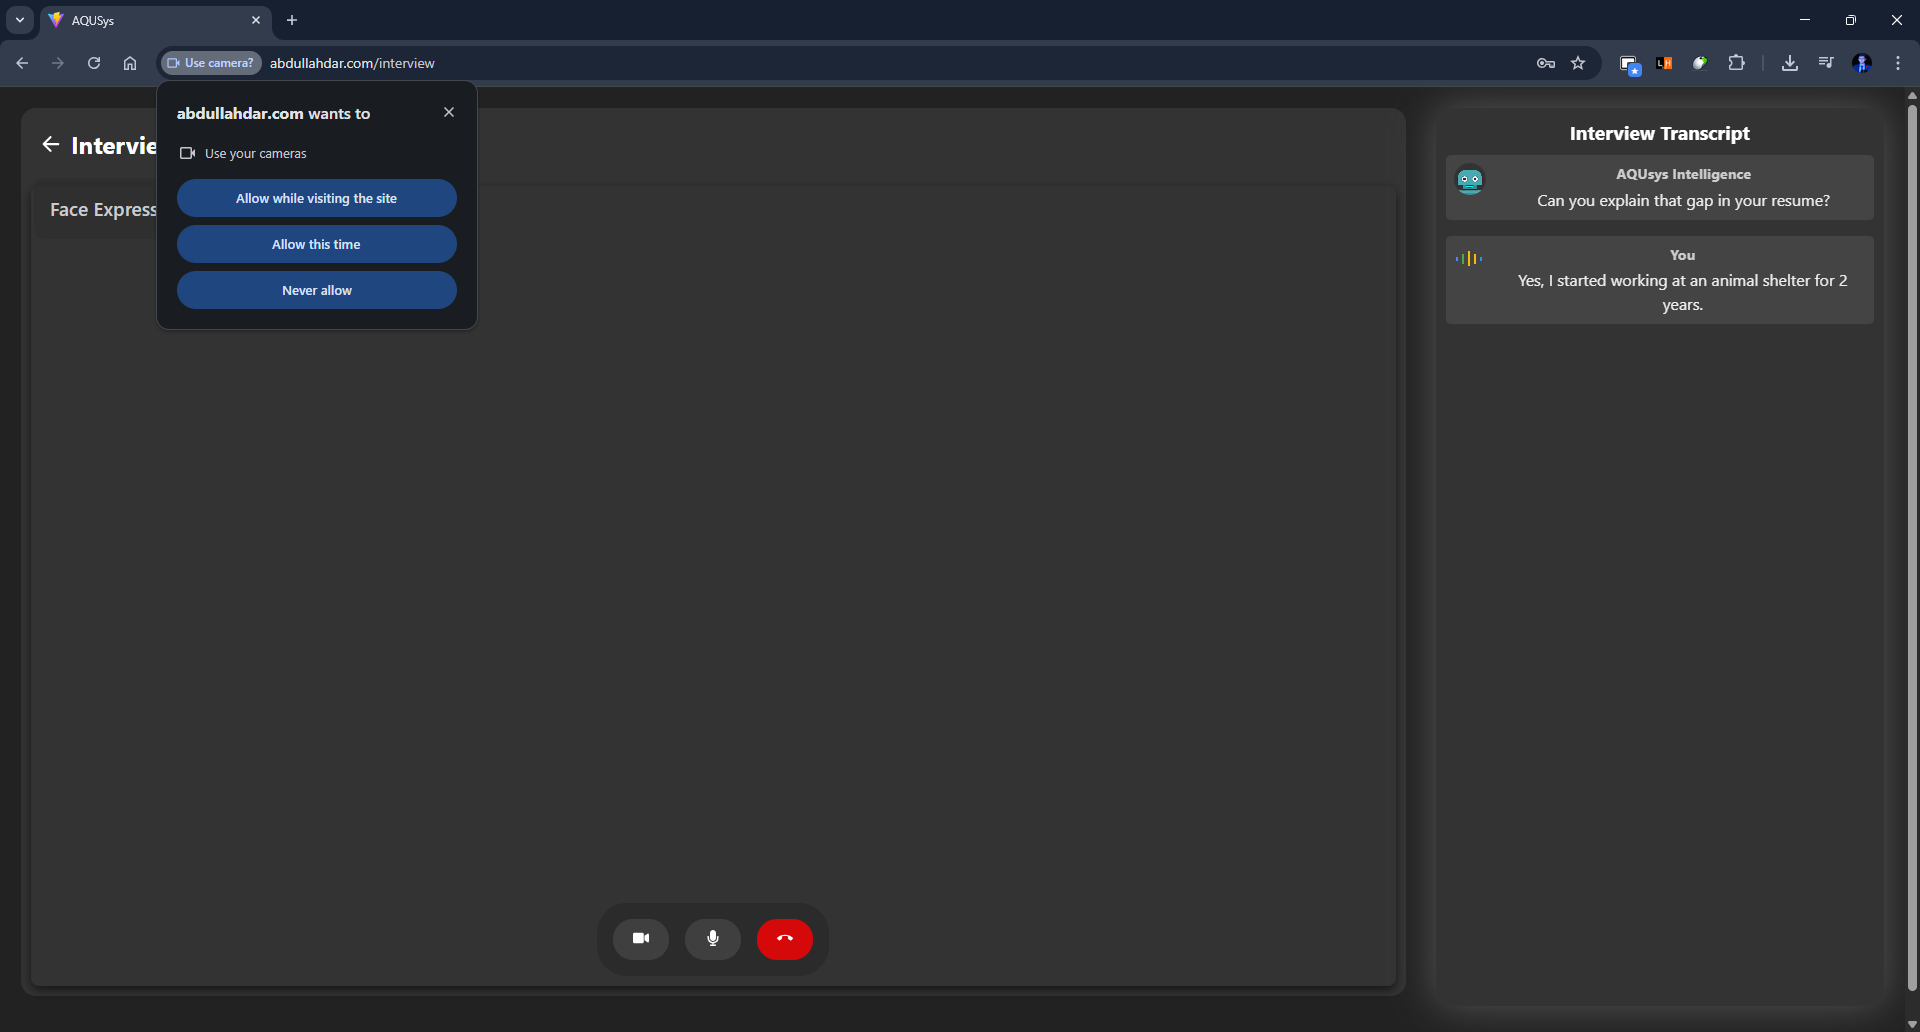 AQUSys
Use camera?
abdullahdar.com/interview
abdullahdar.com wants to
Use your cameras
Allow while visiting the site
Allow this time
Never allow
Intervie
Face Express
Interview Transcript
AQUsys Intelligence
Can you explain that gap in your resume?
You
Yes, I started working at an animal shelter for 2
years.
LH